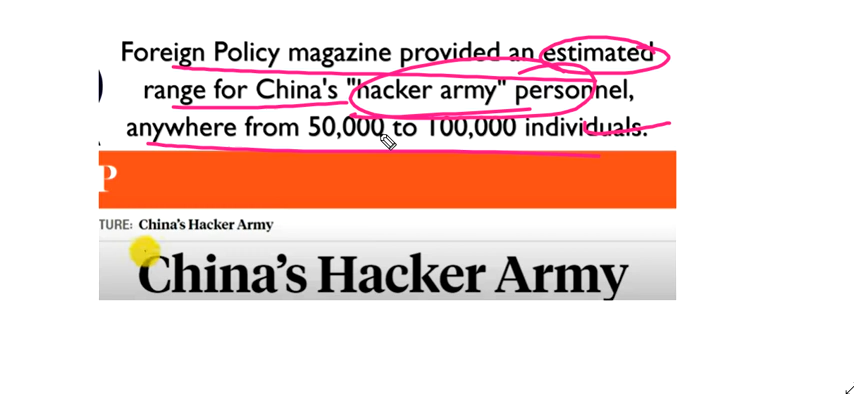 Foreign Policy magazine provided an estimated
range for China's "hacker army" personnel,
anywhere from 50,000 to 100,000 individuals.
P
TURE: China's Hacker Army
China's Hacker Army